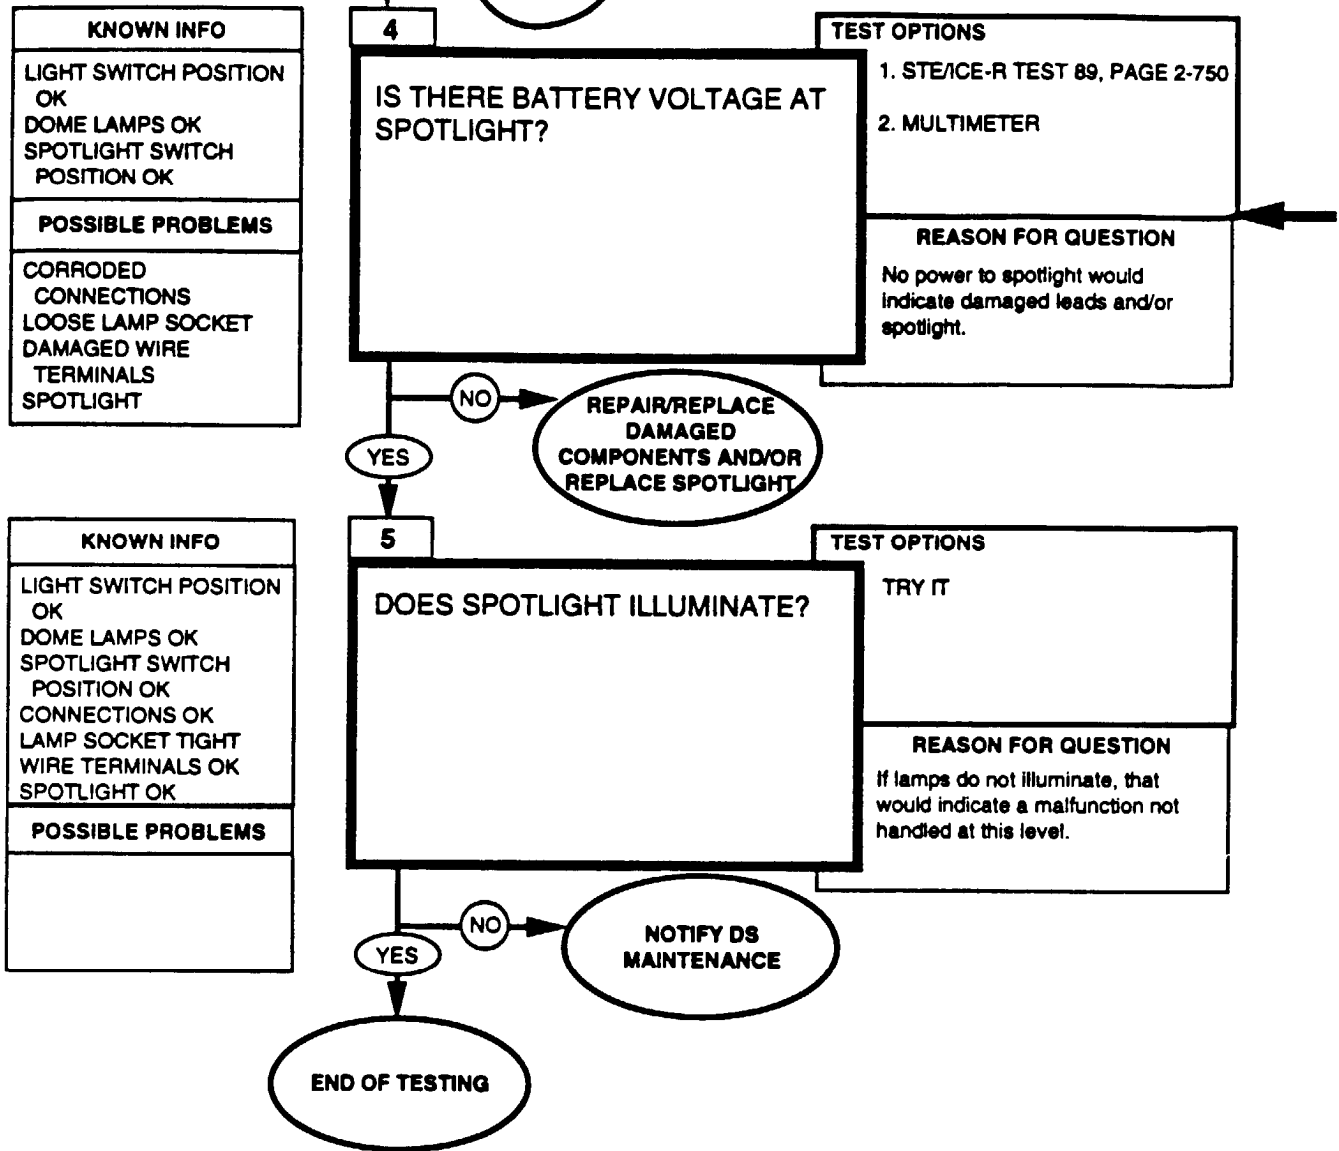 KNOWN INFO
LIGHT SWITCH POSITION
OK
DOME LAMPS OK
SPOTLIGHT SWITCH
POSITION OK
POSSIBLE PROBLEMS
CORRODED
CONNECTIONS
LOOSE LAMP SOCKET
DAMAGED WIRE
TERMINALS
SPOTLIGHT
4
IS THERE BATTERY VOLTAGE AT
SPOTLIGHT?
TEST OPTIONS
1. STE/ICE-R TEST 89, PAGE 2-750
2. MULTIMETER
REASON FOR QUESTION
No power to spotlight would
indicate damaged leads and/or
spotlight.
NO
REPAIR/REPLACE
DAMAGED
COMPONENTS AND/OR
REPLACE SPOTLIGHT
YES
KNOWN INFO
LIGHT SWITCH POSITION
OK
DOME LAMPS OK
SPOTLIGHT SWITCH
POSITION OK
CONNECTIONS OK
LAMP SOCKET TIGHT
WIRE TERMINALS OK
SPOTLIGHT OK
POSSIBLE PROBLEMS
5
DOES SPOTLIGHT ILLUMINATE?
TEST OPTIONS
TRY IT
REASON FOR QUESTION
If lamps do not illuminate, that
would indicate a malfunction not
handled at this level.
NO
NOTIFY DS
MAINTENANCE
YES
END OF TESTING